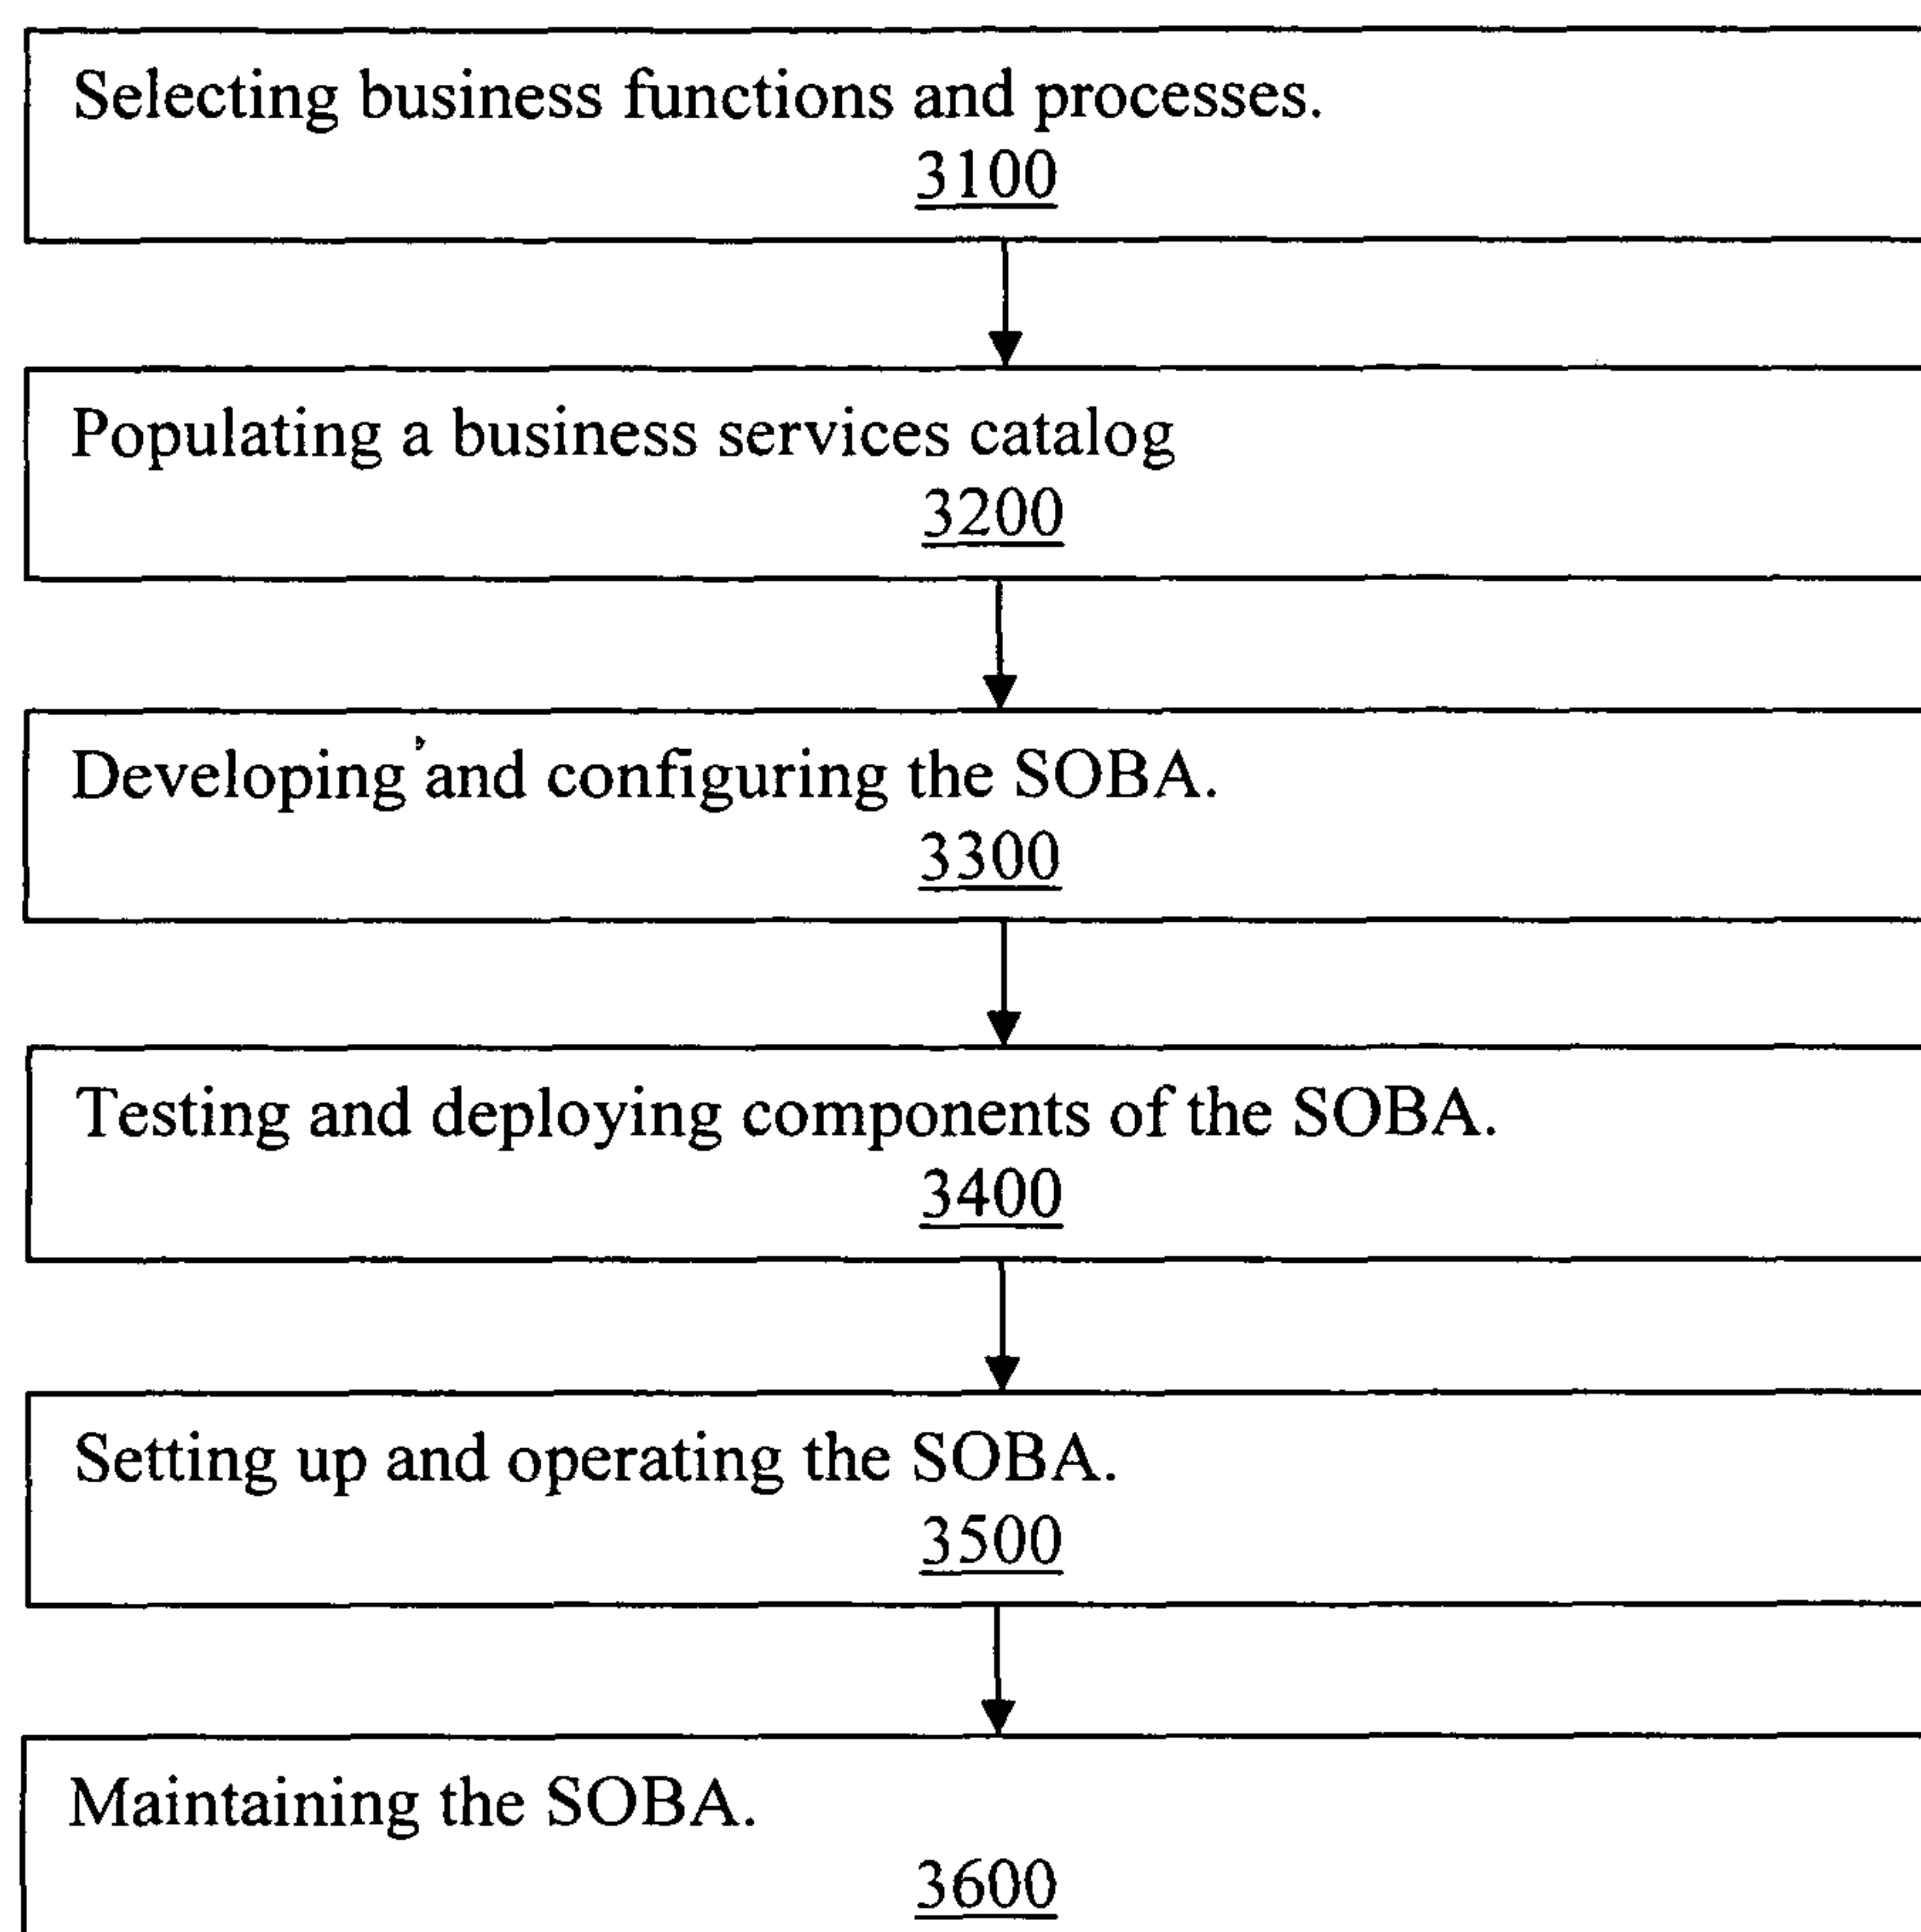 Selecting business functions and processes.
3100
Populating a business services catalog
3200
Developing and configuring the SOBA.
3300
Testing and deploying components of the SOBA.
3400
Setting up and operating the SOBA.
3500
Maintaining the SOBA.
3600